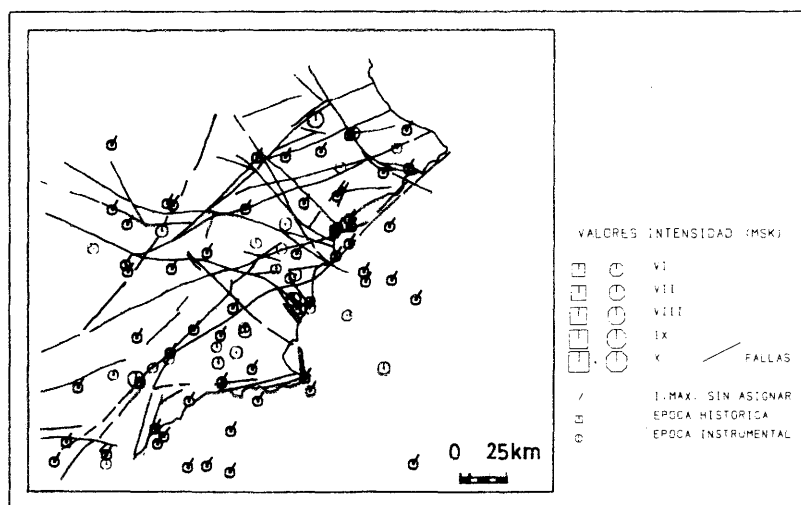 VALORES INTENSIDAD (MSK)
VI
VII
VIII
IX
X
FALLAS
I.MAX. SIN ASIGNAR
EPOCA HISTORICA
EPOCA INSTRUMENTAL
0 25km